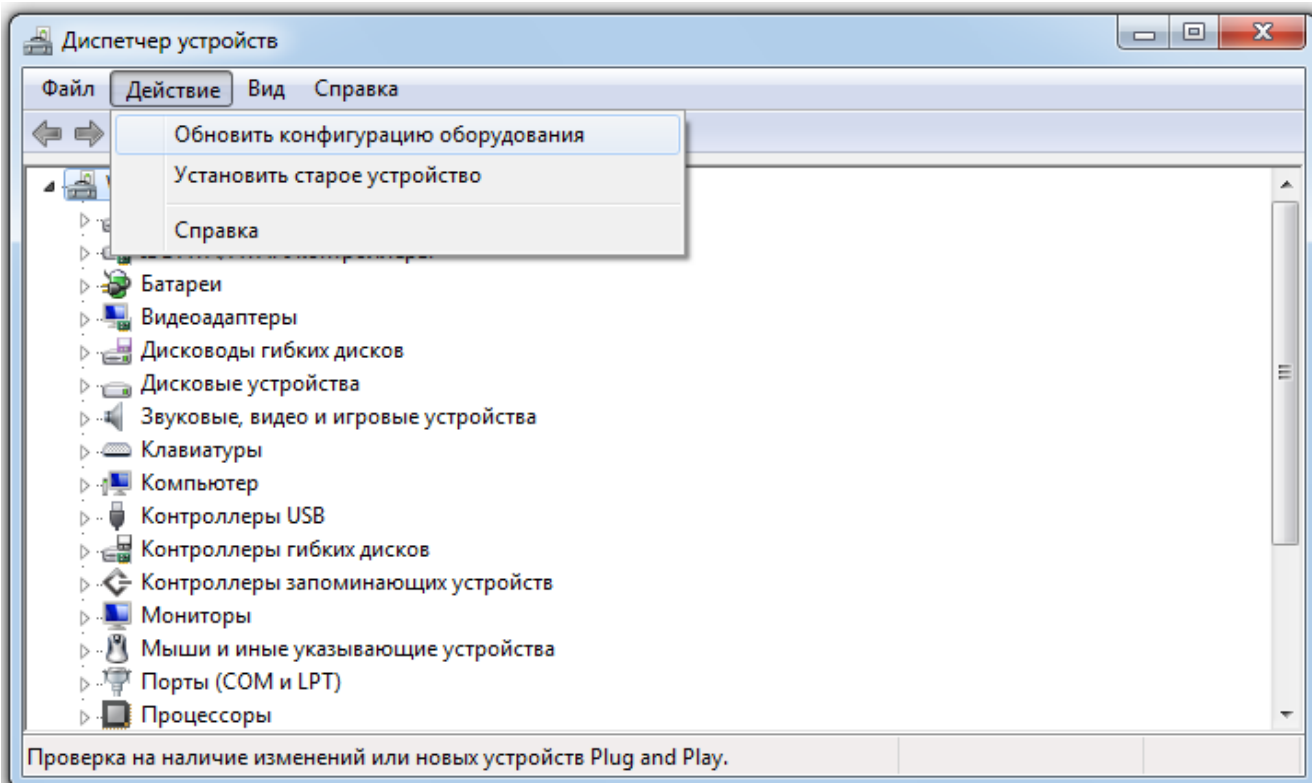 Диспетчер устройств
Файл Действие Вид Справка
Обновить конфигурацию оборудования
Установить старое устройство
Справка
Батареи
Видеоадаптеры
Дисководы гибких дисков
Дисковые устройства
Звуковые, видео и игровые устройства
Клавиатуры
Компьютер
Контроллеры USB
Контроллеры гибких дисков
Контроллеры запоминающих устройств
Мониторы
Мыши и иные указывающие устройства
Порты (COM и LPT)
Процессоры
Проверка на наличие изменений или новых устройств Plug and Play.